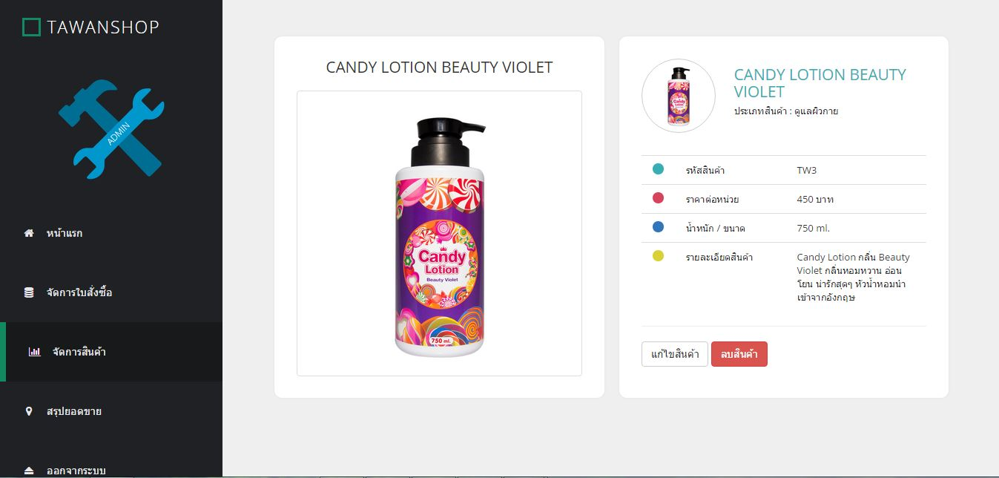 TAWANSHOP
ADMIN
หน้าแรก
จัดการใบสั่งซื้อ
จัดการสินค้า
สรุปยอดขาย
ออกจากระบบ
CANDY LOTION BEAUTY VIOLET
Candy
Lotion
Beauty Violet
750 ml.
CANDY LOTION BEAUTY
VIOLET
ประเภทสินค้า : ดูแลผิวกาย
Candy
Lotion
รหัสสินค้า TW3
ราคาต่อหน่วย 450 บาท
น้ำหนัก / ขนาด 750 ml.
รายละเอียดสินค้า Candy Lotion กลิ่น Beauty
Violet กลิ่นหอมหวาน อ่อน
โยน น่ารักสุดๆ หัวน้ำหอมนำ
เข้าจากอังกฤษ
แก้ไขสินค้า ลบสินค้า